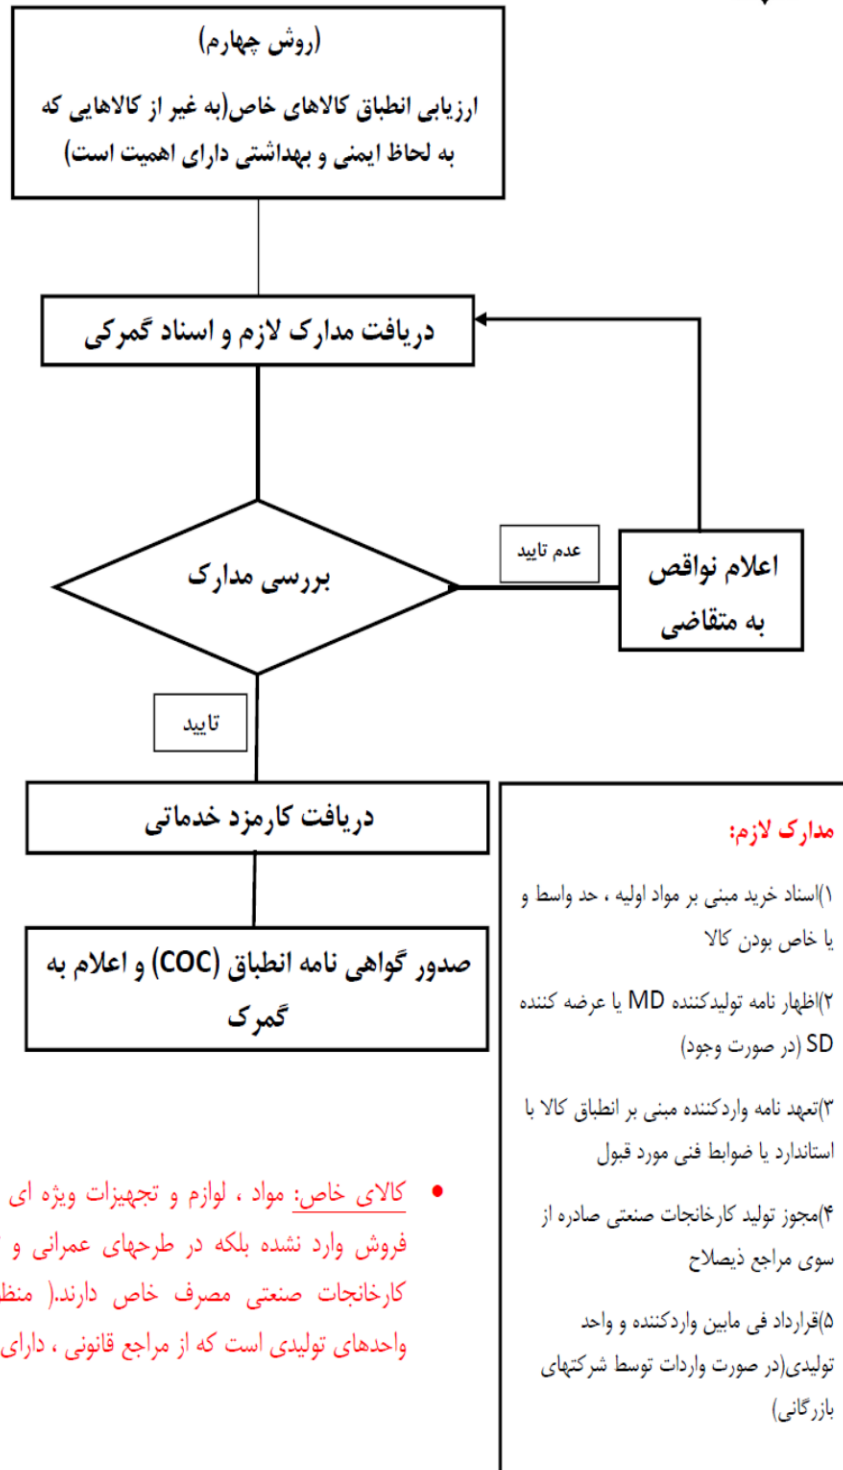 (روش چهارم)
ارزیابی انطباق کالاهای خاص(به غیر از کالاهایی که
به لحاظ ایمنی و بهداشتی دارای اهمیت است)
دریافت مدارک لازم و اسناد گمرکی
بررسی مدارک
عدم تایید
اعلام نواقص
به متقاضی
تایید
دریافت کارمزد خدماتی
صدور گواهی نامه انطباق (COC) و اعلام به
گمرک
مدارک لازم:
۱)اسناد خرید مبنی بر مواد اولیه ، حد واسط و
یا خاص بودن کالا
۲)اظهار نامه تولیدکننده MD یا عرضه کننده
SD (در صورت وجود)
۳)تعهد نامه واردکننده مبنی بر انطباق کالا با
استاندارد یا ضوابط فنی مورد قبول
۴)مجوز تولید کارخانجات صنعتی صادره از
سوی مراجع ذیصلاح
۵)قرارداد فی مابین واردکننده و واحد
تولیدی(در صورت واردات توسط شرکتهای
بازرگانی)
• کالای خاص: مواد ، لوازم و تجهیزات ویژه ای
فروش وارد نشده بلکه در طرحهای عمرانی و
کارخانجات صنعتی مصرف خاص دارند.(
واحدهای تولیدی است که از مراجع قانونی ، دارای